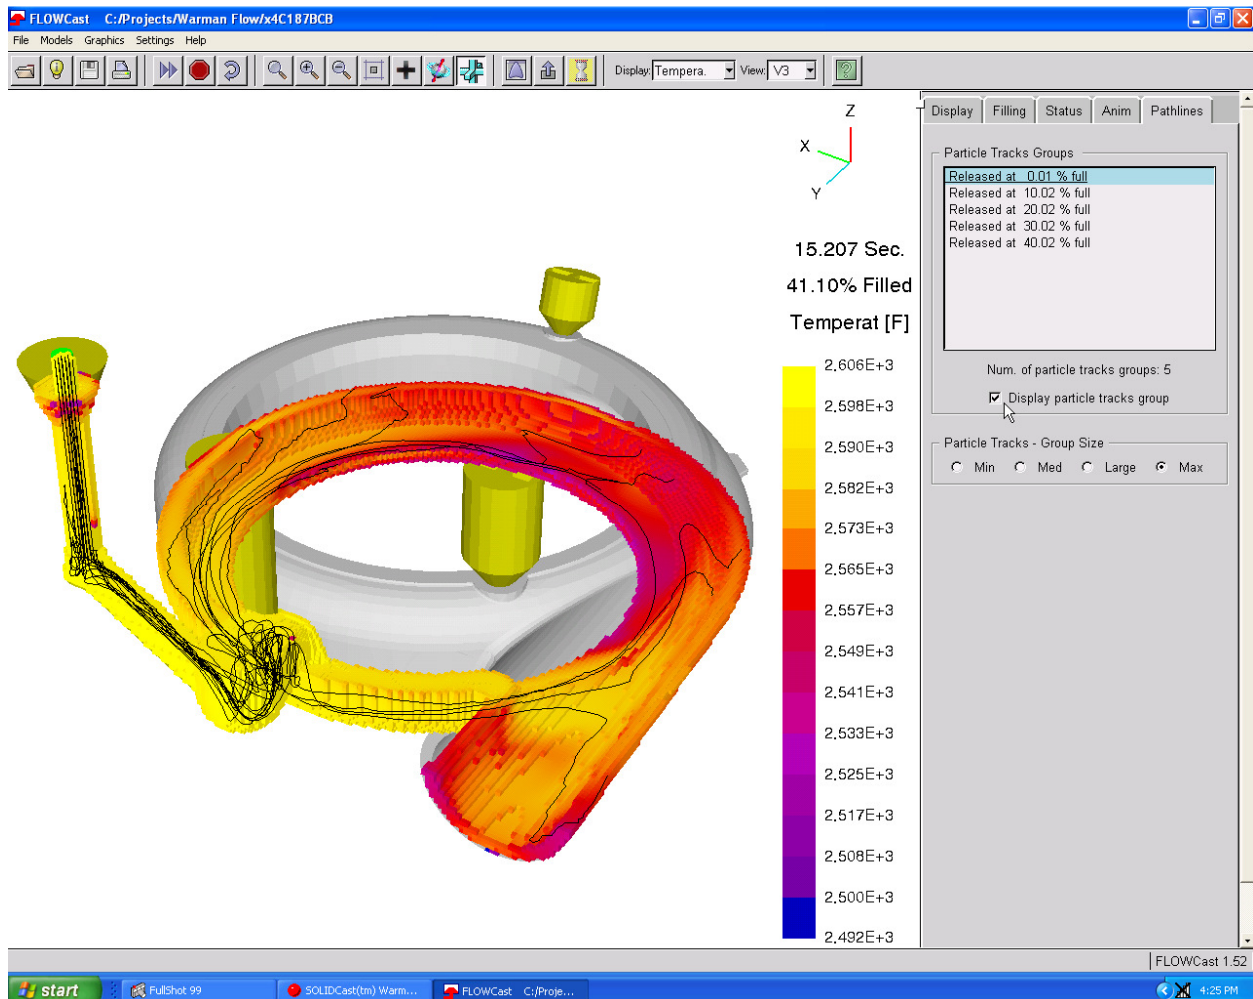 FLOWCast C:/Projects/Warman Flow/x4C187BCB
File Models Graphics Settings Help
Display: Tempera. View: V3
Display Filling Status Anim Pathlines
Z
X
Y
15.207 Sec.
41.10% Filled
Temperat [F]
2.606E+3
2.598E+3
2.590E+3
2.582E+3
2.573E+3
2.565E+3
2.557E+3
2.549E+3
2.541E+3
2.533E+3
2.525E+3
2.517E+3
2.508E+3
2.500E+3
2.492E+3
Particle Tracks Groups
Released at 0.01 % full
Released at 10.02 % full
Released at 20.02 % full
Released at 30.02 % full
Released at 40.02 % full
Num. of particle tracks groups: 5
Display particle tracks group
Particle Tracks - Group Size
Min Med Large Max
FLOWCast 1.52
start FullShot 99 SOLIDCast(tm) Warm... FLOWCast C:/Proje... 4:25 PM